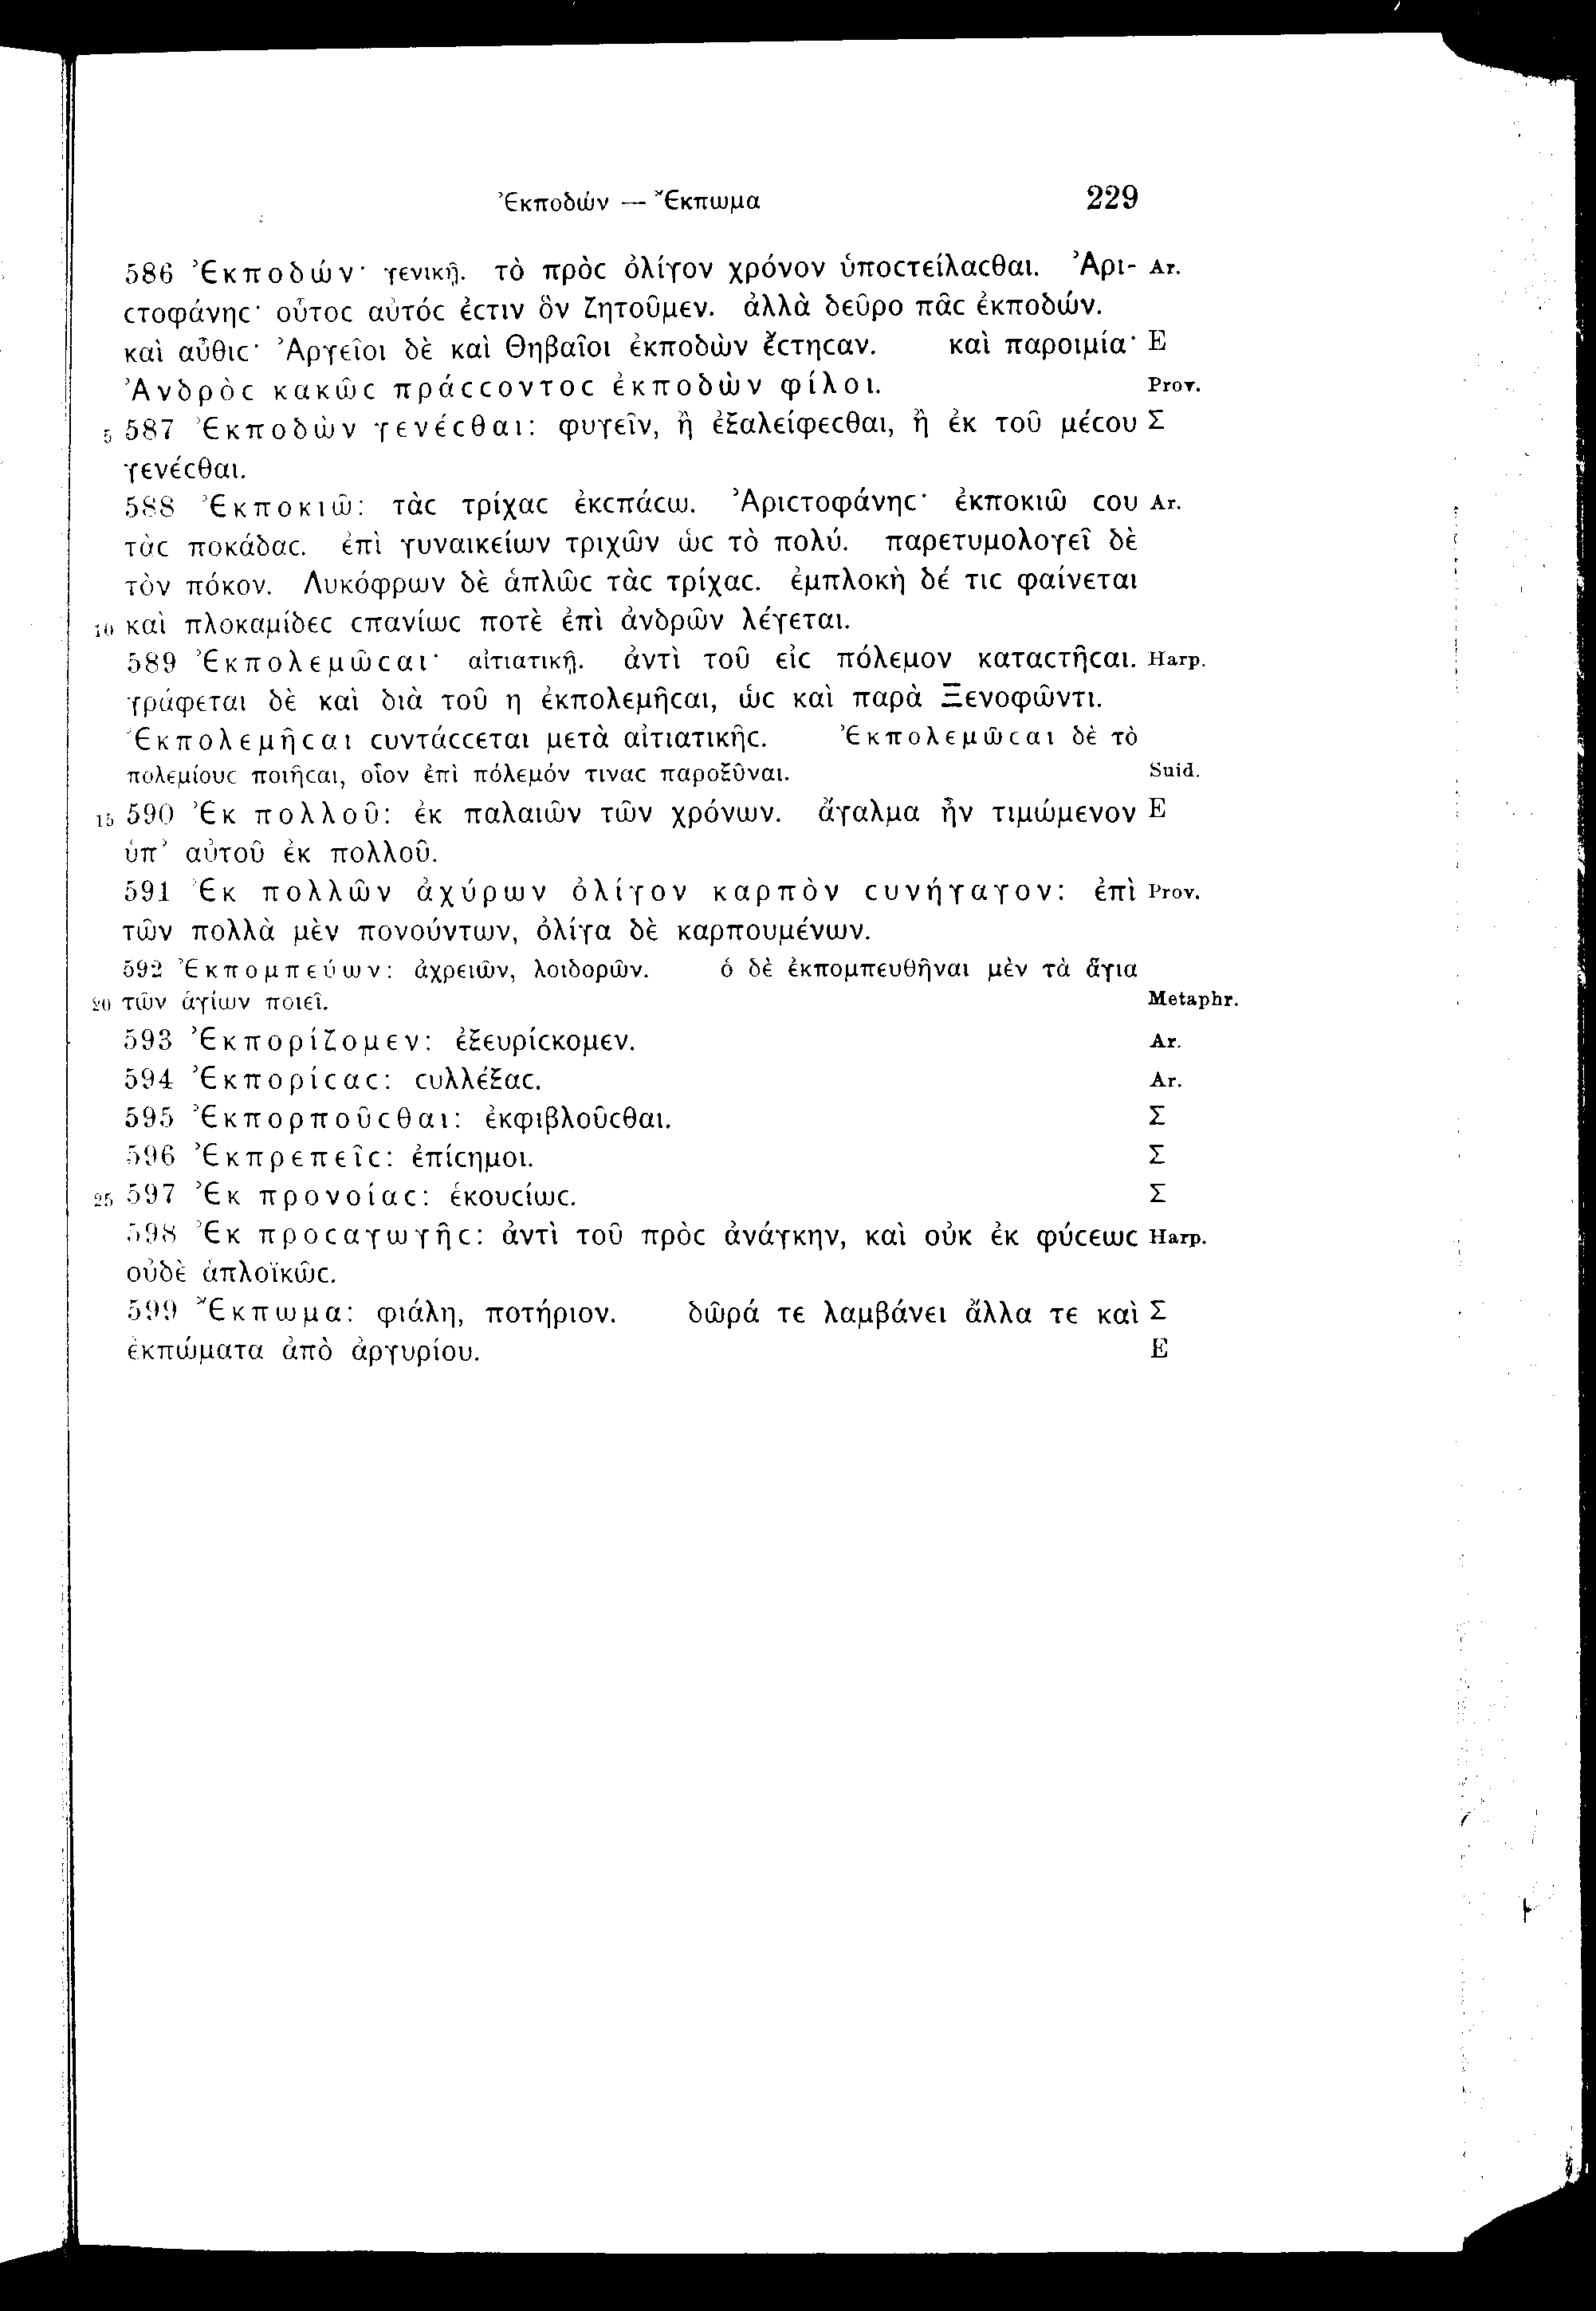 Ἐκποδών — Ἔκπωμα 229
586 Ἐκποδών· γενικῇ. τὸ πρὸϲ ὀλίγον χρόνον ὑποϲτείλαϲθαι. Ἀρι- Ar.
ϲτοφάνηϲ· οὗτοϲ αὐτόϲ ἐϲτιν ὃν ζητοῦμεν. ἀλλὰ δεῦρο πᾶϲ ἐκποδών.
καὶ αὖθιϲ· Ἀργεῖοι δὲ καὶ Θηβαῖοι ἐκποδὼν ἔϲτηϲαν. καὶ παροιμία· E
Ἀνδρὸϲ κακῶϲ πράϲϲοντοϲ ἐκποδὼν φίλοι. Prov.
5 587 Ἐκποδὼν γενέϲθαι: φυγεῖν, ἢ ἐξαλείφεϲθαι, ἢ ἐκ τοῦ μέϲου Σ
γενέϲθαι.
588 Ἐκποκιῶ: τὰϲ τρίχαϲ ἐκϲπάϲω. Ἀριϲτοφάνηϲ· ἐκποκιῶ ϲου Ar.
τὰϲ ποκάδαϲ. ἐπὶ γυναικείων τριχῶν ὡϲ τὸ πολύ. παρετυμολογεῖ δὲ
τὸν πόκον. Λυκόφρων δὲ ἁπλῶϲ τὰϲ τρίχαϲ. ἐμπλοκὴ δέ τιϲ φαίνεται
10 καὶ πλοκαμίδεϲ ϲπανίωϲ ποτὲ ἐπὶ ἀνδρῶν λέγεται.
589 Ἐκπολεμῶϲαι· αἰτιατικῇ. ἀντὶ τοῦ εἰϲ πόλεμον καταϲτῆϲαι. Harp.
γράφεται δὲ καὶ διὰ τοῦ η ἐκπολεμῆϲαι, ὡϲ καὶ παρὰ Ξενοφῶντι.
Ἐκπολεμῆϲαι ϲυντάϲϲεται μετὰ αἰτιατικῆϲ. Ἐκπολεμῶϲαι δὲ τὸ
πολεμίουϲ ποιῆϲαι, οἷον ἐπὶ πόλεμόν τιναϲ παροξῦναι. Suid.
15 590 Ἐκ πολλοῦ: ἐκ παλαιῶν τῶν χρόνων. ἄγαλμα ἦν τιμώμενον E
ὑπ’ αὐτοῦ ἐκ πολλοῦ.
591 Ἐκ πολλῶν ἀχύρων ὀλίγον καρπὸν ϲυνήγαγον: ἐπὶ Prov.
τῶν πολλὰ μὲν πονούντων, ὀλίγα δὲ καρπουμένων.
592 Ἐκπομπεύων: ἀχρειῶν, λοιδορῶν. ὁ δὲ ἐκπομπευθῆναι μὲν τὰ ἅγια
20 τῶν ἁγίων ποιεῖ. Metaphr.
593 Ἐκπορίζομεν: ἐξευρίϲκομεν. Ar.
594 Ἐκπορίϲαϲ: ϲυλλέξαϲ. Ar.
595 Ἐκπορποῦϲθαι: ἐκφιβλοῦϲθαι. Σ
596 Ἐκπρεπεῖϲ: ἐπίϲημοι. Σ
25 597 Ἐκ προνοίαϲ: ἑκουϲίωϲ. Σ
598 Ἐκ προϲαγωγῆϲ: ἀντὶ τοῦ πρὸϲ ἀνάγκην, καὶ οὐκ ἐκ φύϲεωϲ Harp.
οὐδὲ ἁπλοϊκῶϲ.
599 Ἔκπωμα: φιάλη, ποτήριον. δῶρά τε λαμβάνει ἄλλα τε καὶ Σ
ἐκπώματα ἀπὸ ἀργυρίου. E